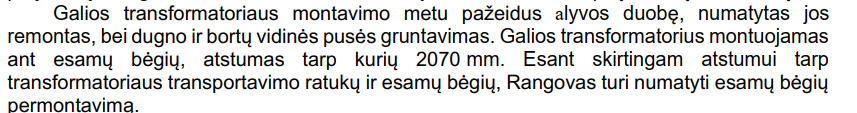 Galios transformatoriaus montavimo metu pažeidus alyvos duobę, numatytas jos
remontas, bei dugno ir bortų vidinės pusės gruntavimas. Galios transformatorius montuojamas
ant esamų bėgių, atstumas tarp kurių 2070 mm. Esant skirtingam atstumui tarp
transformatoriaus transportavimo ratukų ir esamų bėgių, Rangovas turi numatyti esamų bėgių
permontavimą.